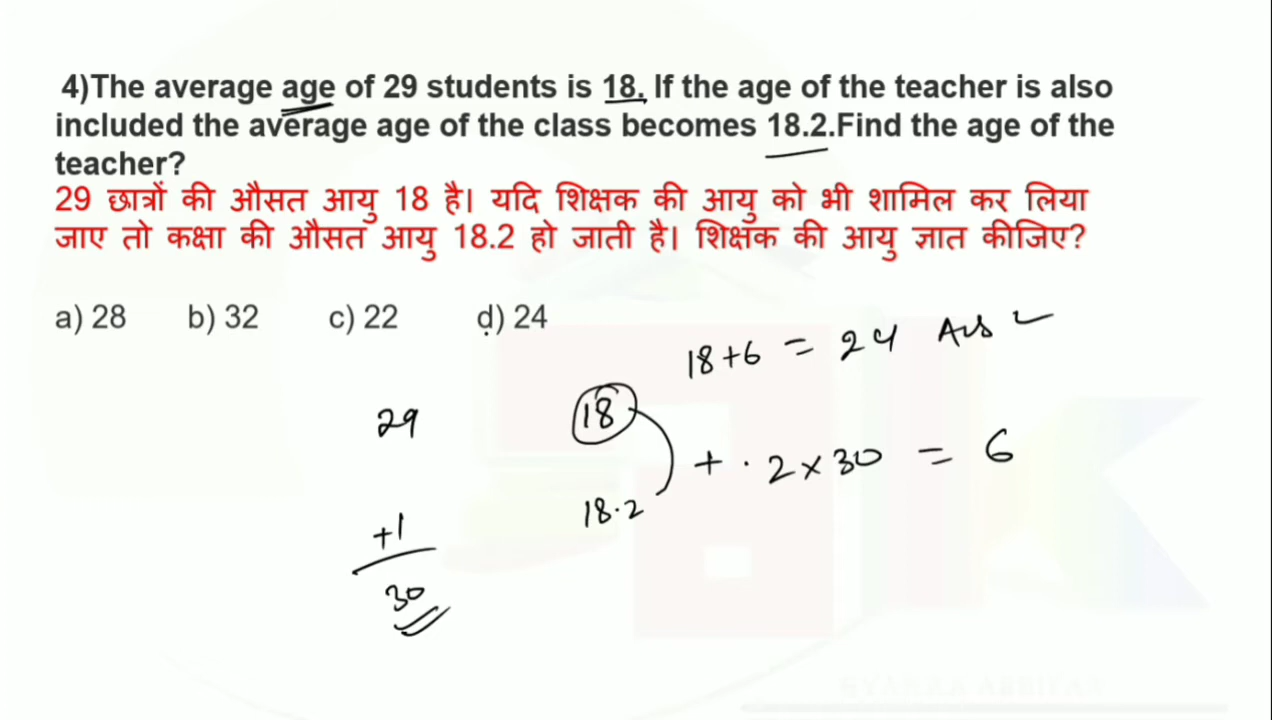 4)The average age of 29 students is 18. If the age of the teacher is also
included the average age of the class becomes 18.2.Find the age of the
teacher?
29 छात्रों की औसत आयु 18 है। यदि शिक्षक की आयु को भी शामिल कर लिया
जाए तो कक्षा की औसत आयु 18.2 हो जाती है। शिक्षक की आयु ज्ञात कीजिए?
a) 28 b) 32 c) 22 d) 24
18+6 = 24 Ans
29 18
+ .2×30 = 6
+1 18.2
30